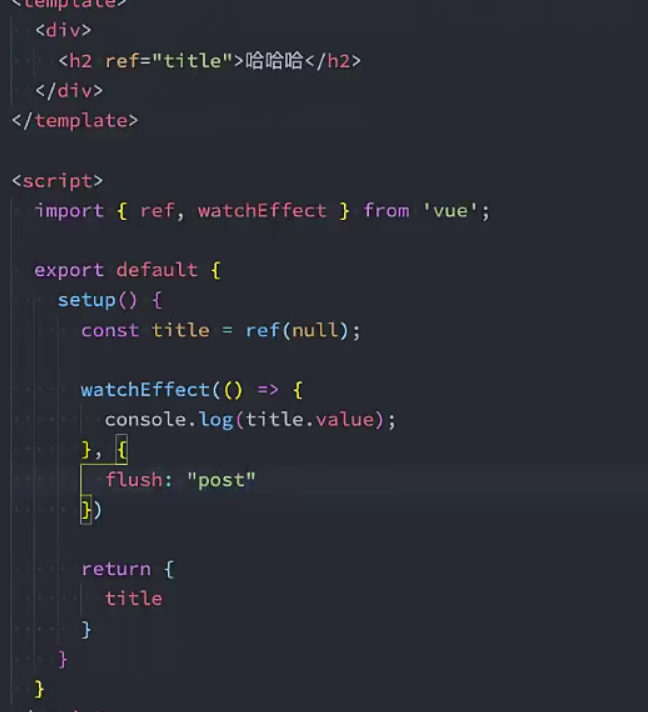 <template>
<div>
<h2 ref="title">哈哈哈</h2>
</div>
</template>
<script>
import { ref, watchEffect } from 'vue';
export default {
setup() {
const title = ref(null);
watchEffect(() => {
console.log(title.value);
}, {
flush: "post"
})
return {
title
}
}
}